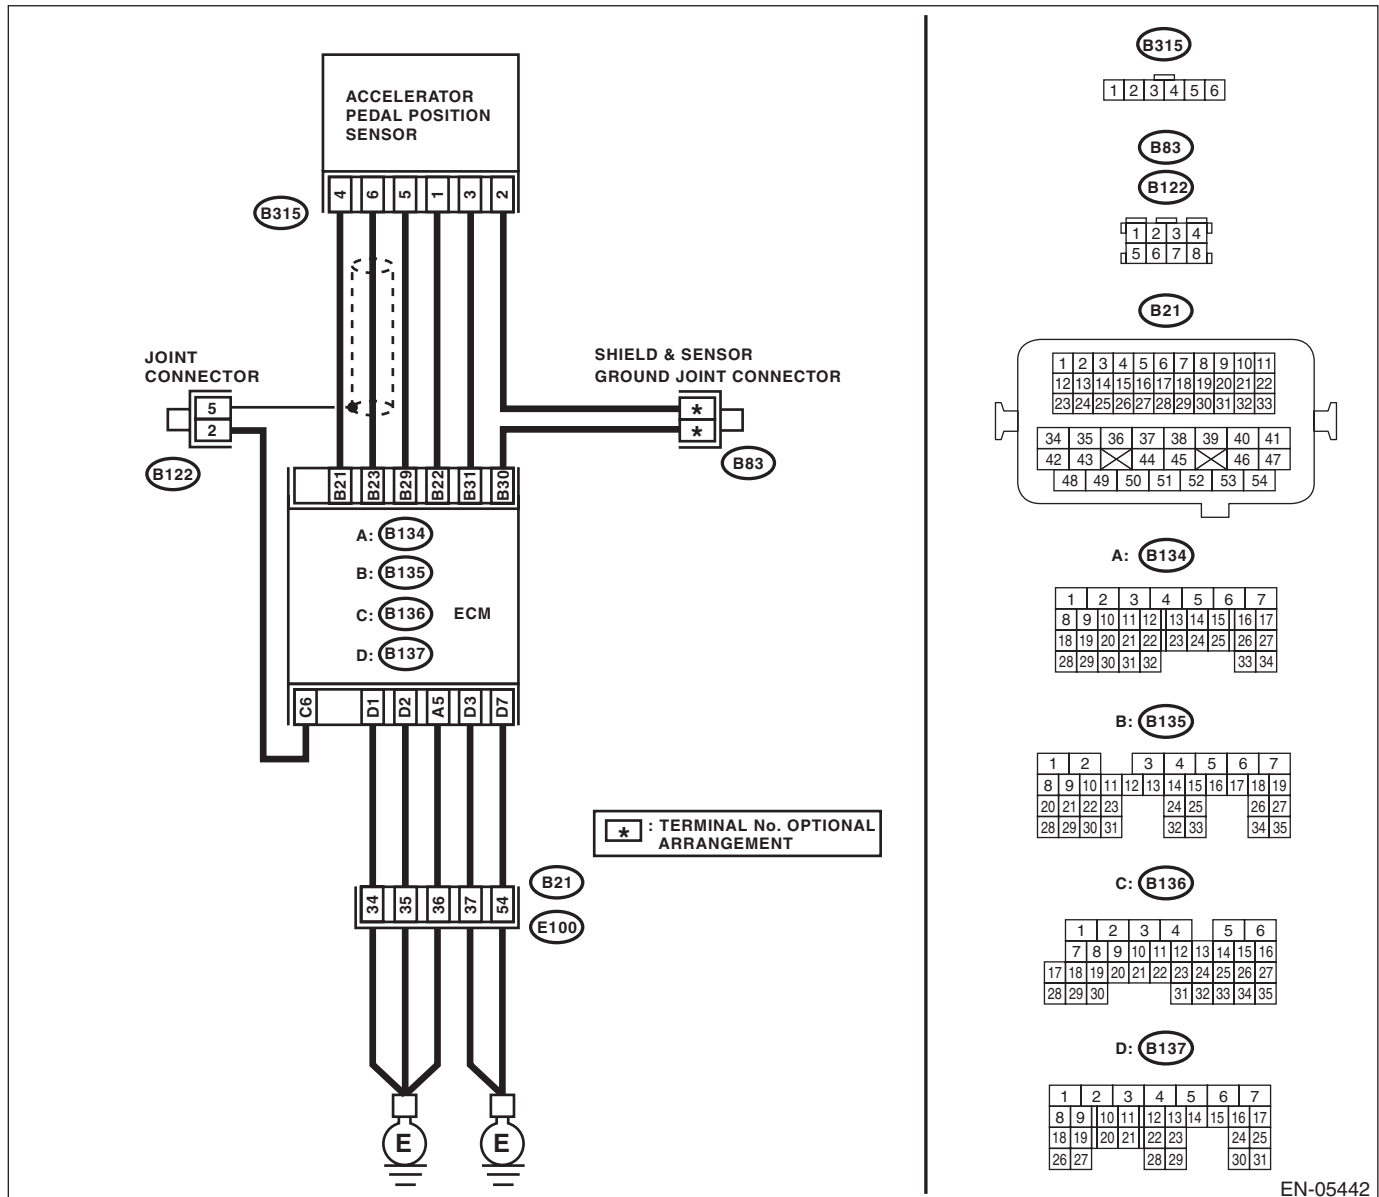 ACCELERATOR
PEDAL POSITION
SENSOR
4 6 5 1 3 2
B315
JOINT
CONNECTOR
5
2
B122
SHIELD & SENSOR
GROUND JOINT CONNECTOR
*
*
B83
B21 B23 B29 B22 B31 B30
A: B134
B: B135
C: B136 ECM
D: B137
C6 D1 D2 A5 D3 D7
* : TERMINAL No. OPTIONAL
ARRANGEMENT
34 35 36 37 54
B21
E100
E E
B315
1 2 3 4 5 6
B83
B122
1 2 3 4
5 6 7 8
B21
1 2 3 4 5 6 7 8 9 10 11
12 13 14 15 16 17 18 19 20 21 22
23 24 25 26 27 28 29 30 31 32 33
34 35 36 37 38 39 40 41
42 43 44 45 46 47
48 49 50 51 52 53 54
A: B134
1 2 3 4 5 6 7
8 9 10 11 12 13 14 15 16 17
18 19 20 21 22 23 24 25 26 27
28 29 30 31 32 33 34
B: B135
1 2 3 4 5 6 7
8 9 10 11 12 13 14 15 16 17 18 19
20 21 22 23 24 25 26 27
28 29 30 31 32 33 34 35
C: B136
1 2 3 4 5 6
7 8 9 10 11 12 13 14 15 16
17 18 19 20 21 22 23 24 25 26 27
28 29 30 31 32 33 34 35
D: B137
1 2 3 4 5 6 7
8 9 10 11 12 13 14 15 16 17
18 19 20 21 22 23 24 25
26 27 28 29 30 31
EN-05442